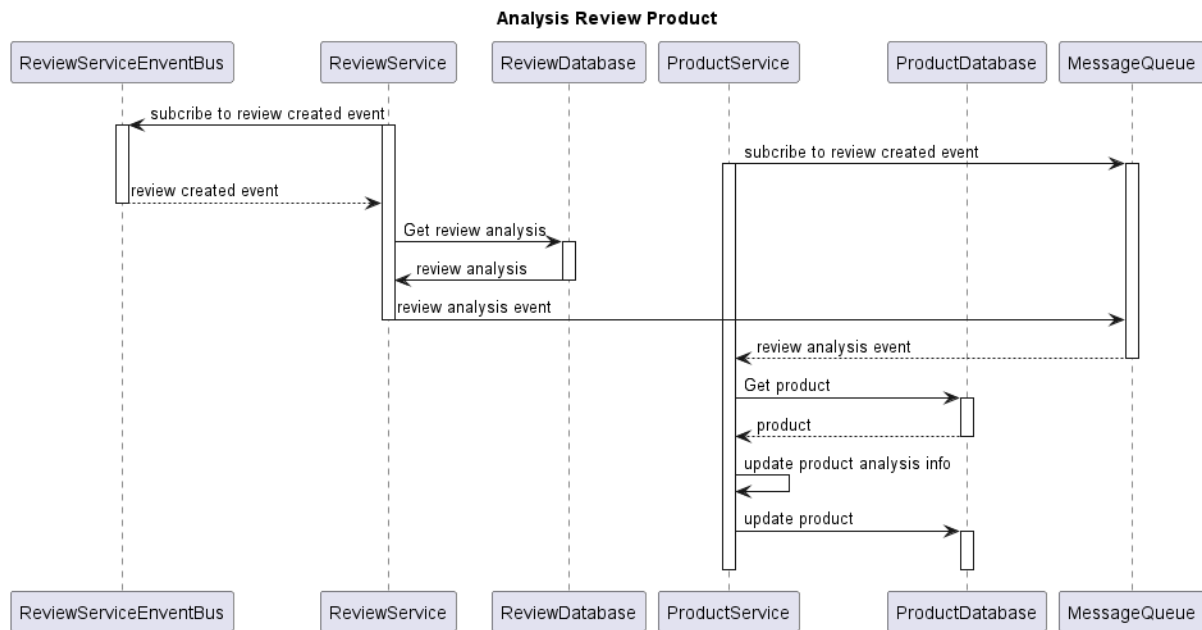 Analysis Review Product
ReviewServiceEnventBus
ReviewService
ReviewDatabase
ProductService
ProductDatabase
MessageQueue
subcribe to review created event
subcribe to review created event
review created event
Get review analysis
review analysis
review analysis event
review analysis event
Get product
product
update product analysis info
update product
ReviewServiceEnventBus
ReviewService
ReviewDatabase
ProductService
ProductDatabase
MessageQueue